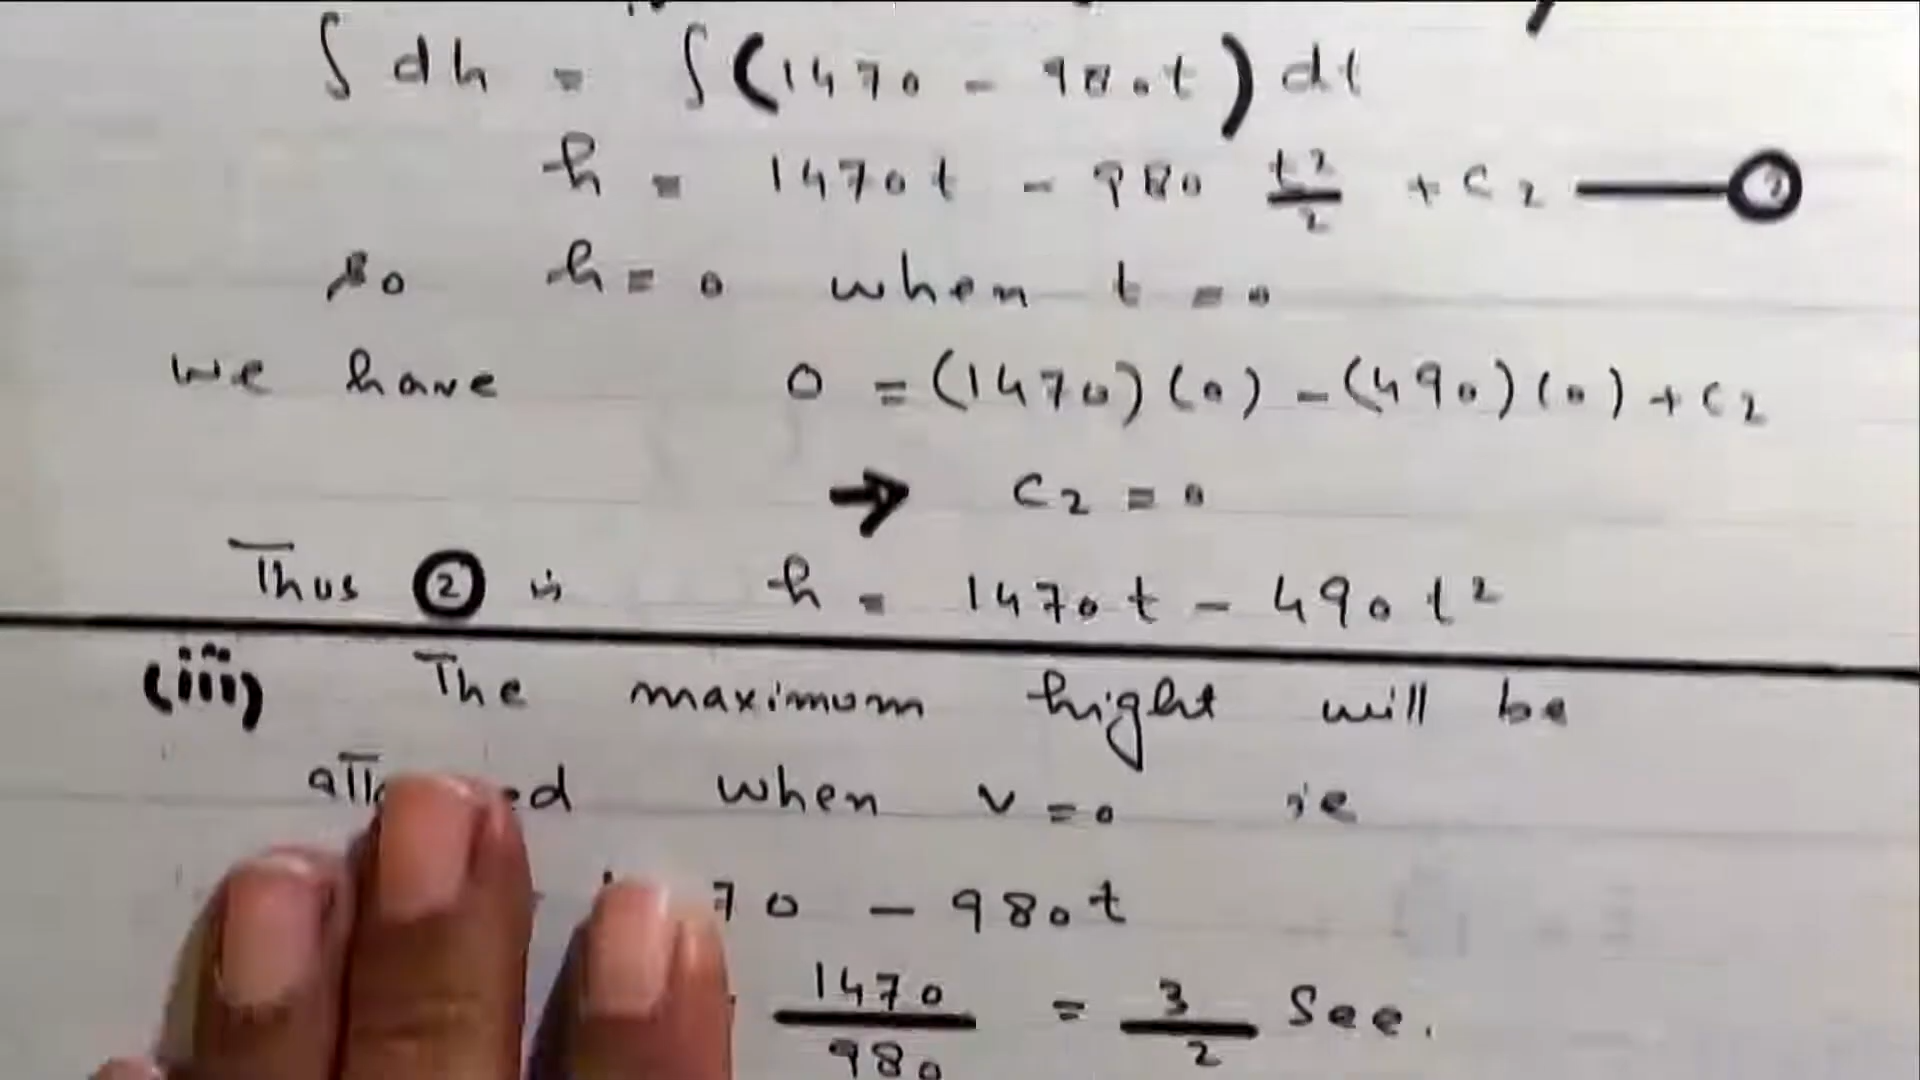 ∫ dh = ∫(1470 - 980t) dt
h = 1470t - 980 t²/2 + c₂ — 2
so h = 0 when t = 0
we have 0 = (1470)(0) - (490)(0) + c₂
→ c₂ = 0
Thus 2 is h = 1470t - 490t²
(iii) The maximum hight will be
when v = 0 ie
70 - 980t
1470/980 = 3/2 See.